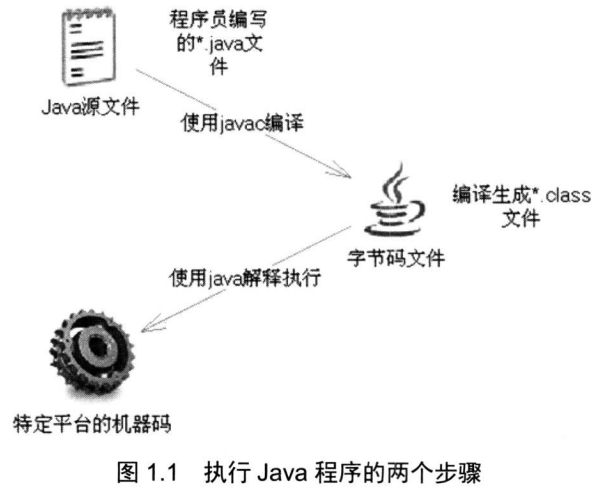 程序员编写
的*.java文
件
Java源文件
使用javac编译
编译生成*.class
文件
字节码文件
使用java解释执行
特定平台的机器码
图 1.1 执行 Java 程序的两个步骤